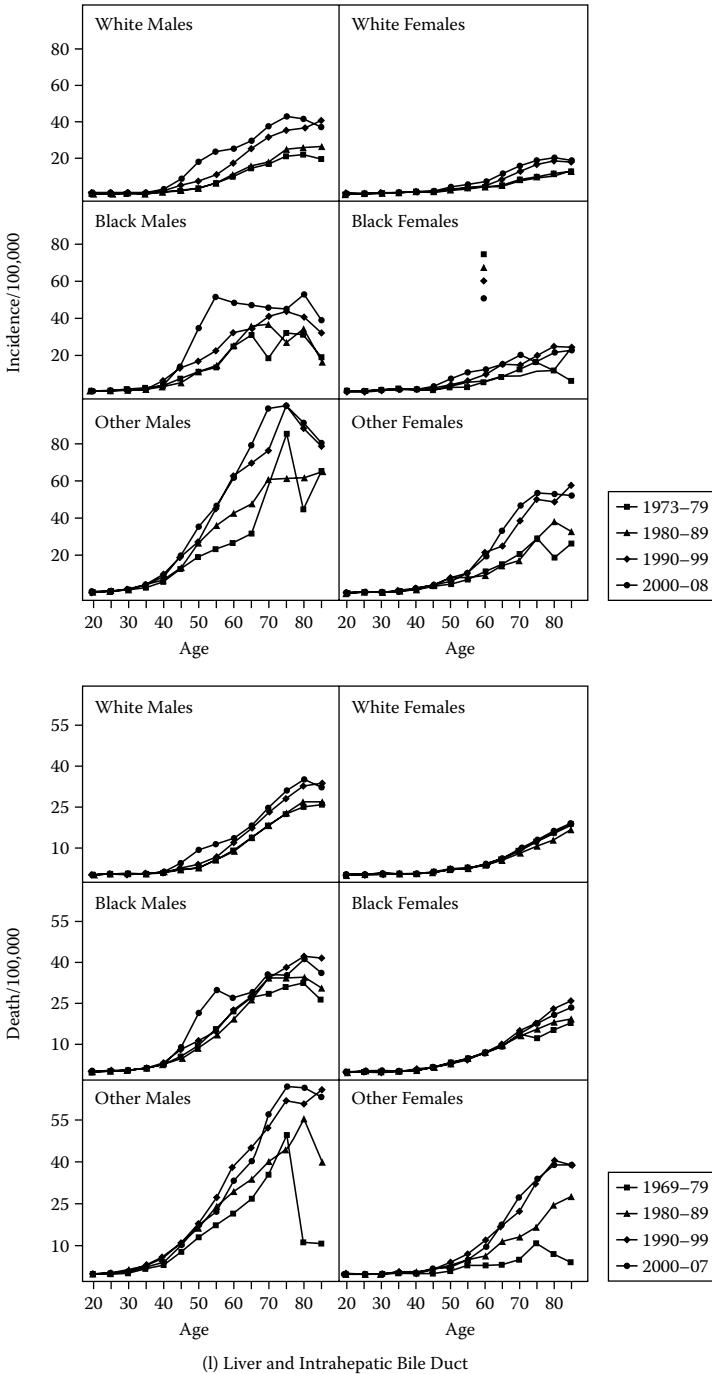 White Males
White Females
80
60
40
20
Black Males
Black Females
80
60
40
20
Incidence/100,000
Other Males
Other Females
80
60
40
20
20 30 40 50 60 70 80
20 30 40 50 60 70 80
Age
Age
1973–79
1980–89
1990–99
2000–08
White Males
White Females
55
40
25
10
Black Males
Black Females
55
40
25
10
Death/100,000
Other Males
Other Females
55
40
25
10
20 30 40 50 60 70 80
20 30 40 50 60 70 80
Age
Age
1969–79
1980–89
1990–99
2000–07
(l) Liver and Intrahepatic Bile Duct